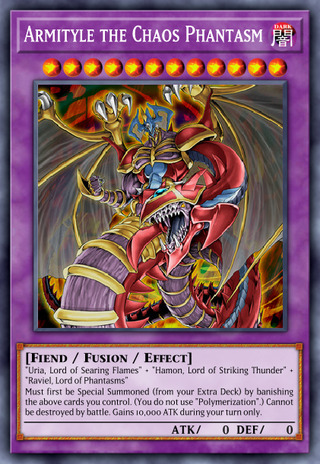 Armityle the Chaos Phantasm
DARK
闇
[Fiend / Fusion / Effect]
"Uria, Lord of Searing Flames" + "Hamon, Lord of Striking Thunder" +
"Raviel, Lord of Phantasms"
Must first be Special Summoned (from your Extra Deck) by banishing
the above cards you control. (You do not use "Polymerization".) Cannot
be destroyed by battle. Gains 10,000 ATK during your turn only.
ATK/ 0 DEF/ 0